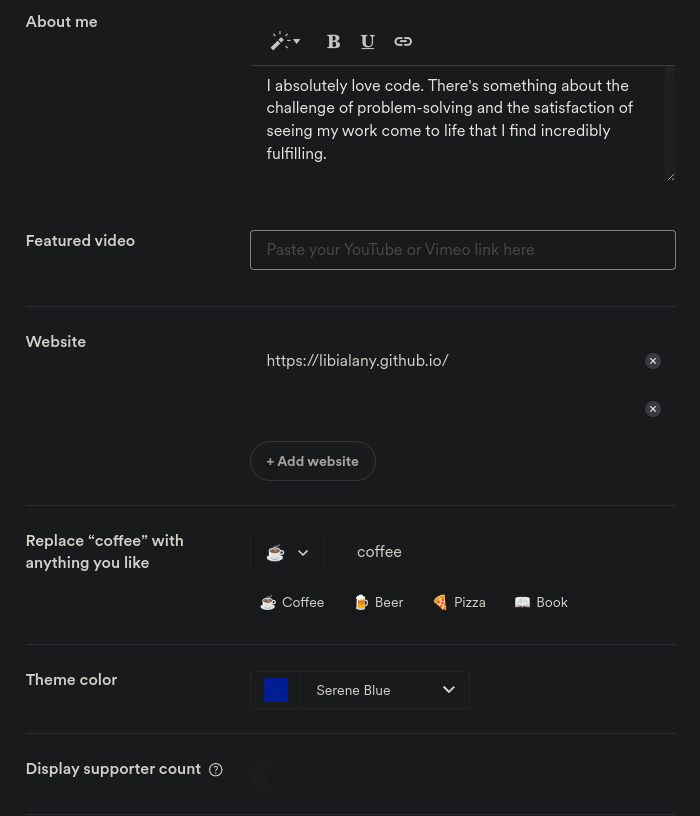 About me
B U
I absolutely love code. There's something about the
challenge of problem-solving and the satisfaction of
seeing my work come to life that I find incredibly
fulfilling.
Featured video
Paste your YouTube or Vimeo link here
Website
https://libialany.github.io/
+ Add website
Replace “coffee” with
anything you like
coffee
Coffee Beer Pizza Book
Theme color
Serene Blue
Display supporter count ?